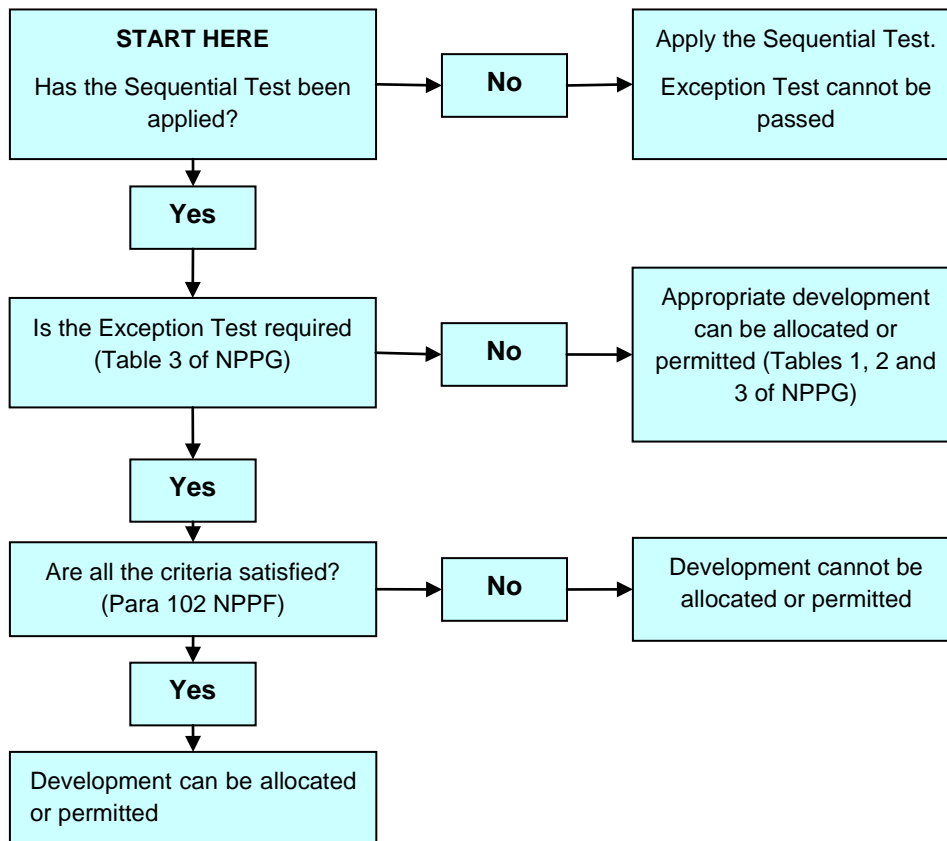 START HERE
Has the Sequential Test been
applied?
No
Apply the Sequential Test.
Exception Test cannot be
passed
Yes
Is the Exception Test required
(Table 3 of NPPG)
No
Appropriate development
can be allocated or
permitted (Tables 1, 2 and
3 of NPPG)
Yes
Are all the criteria satisfied?
(Para 102 NPPF)
No
Development cannot be
allocated or permitted
Yes
Development can be allocated
or permitted